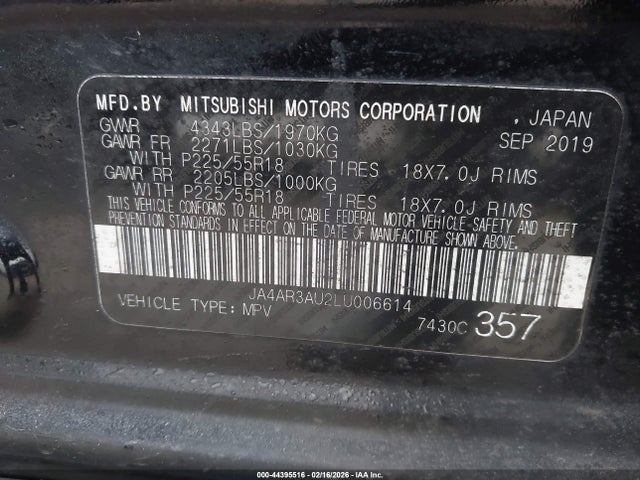 MFD.BY MITSUBISHI MOTORS CORPORATION , JAPAN
GVWR 4343LBS/1970KG SEP 2019
GAWR FR 2271LBS/1030KG
WITH P225/55R18 TIRES 18X7.0J RIMS
GAWR RR 2205LBS/1000KG
WITH P225/55R18 TIRES 18X7.0J RIMS
THIS VEHICLE CONFORMS TO ALL APPLICABLE FEDERAL MOTOR VEHICLE SAFETY AND THEFT
PREVENTION STANDARDS IN EFFECT ON THE DATE OF MANUFACTURE SHOWN ABOVE.
JA4AR3AU2LU006614
VEHICLE TYPE: MPV 7430C 357
000-44395516 - 02/16/2026 - IAA Inc.